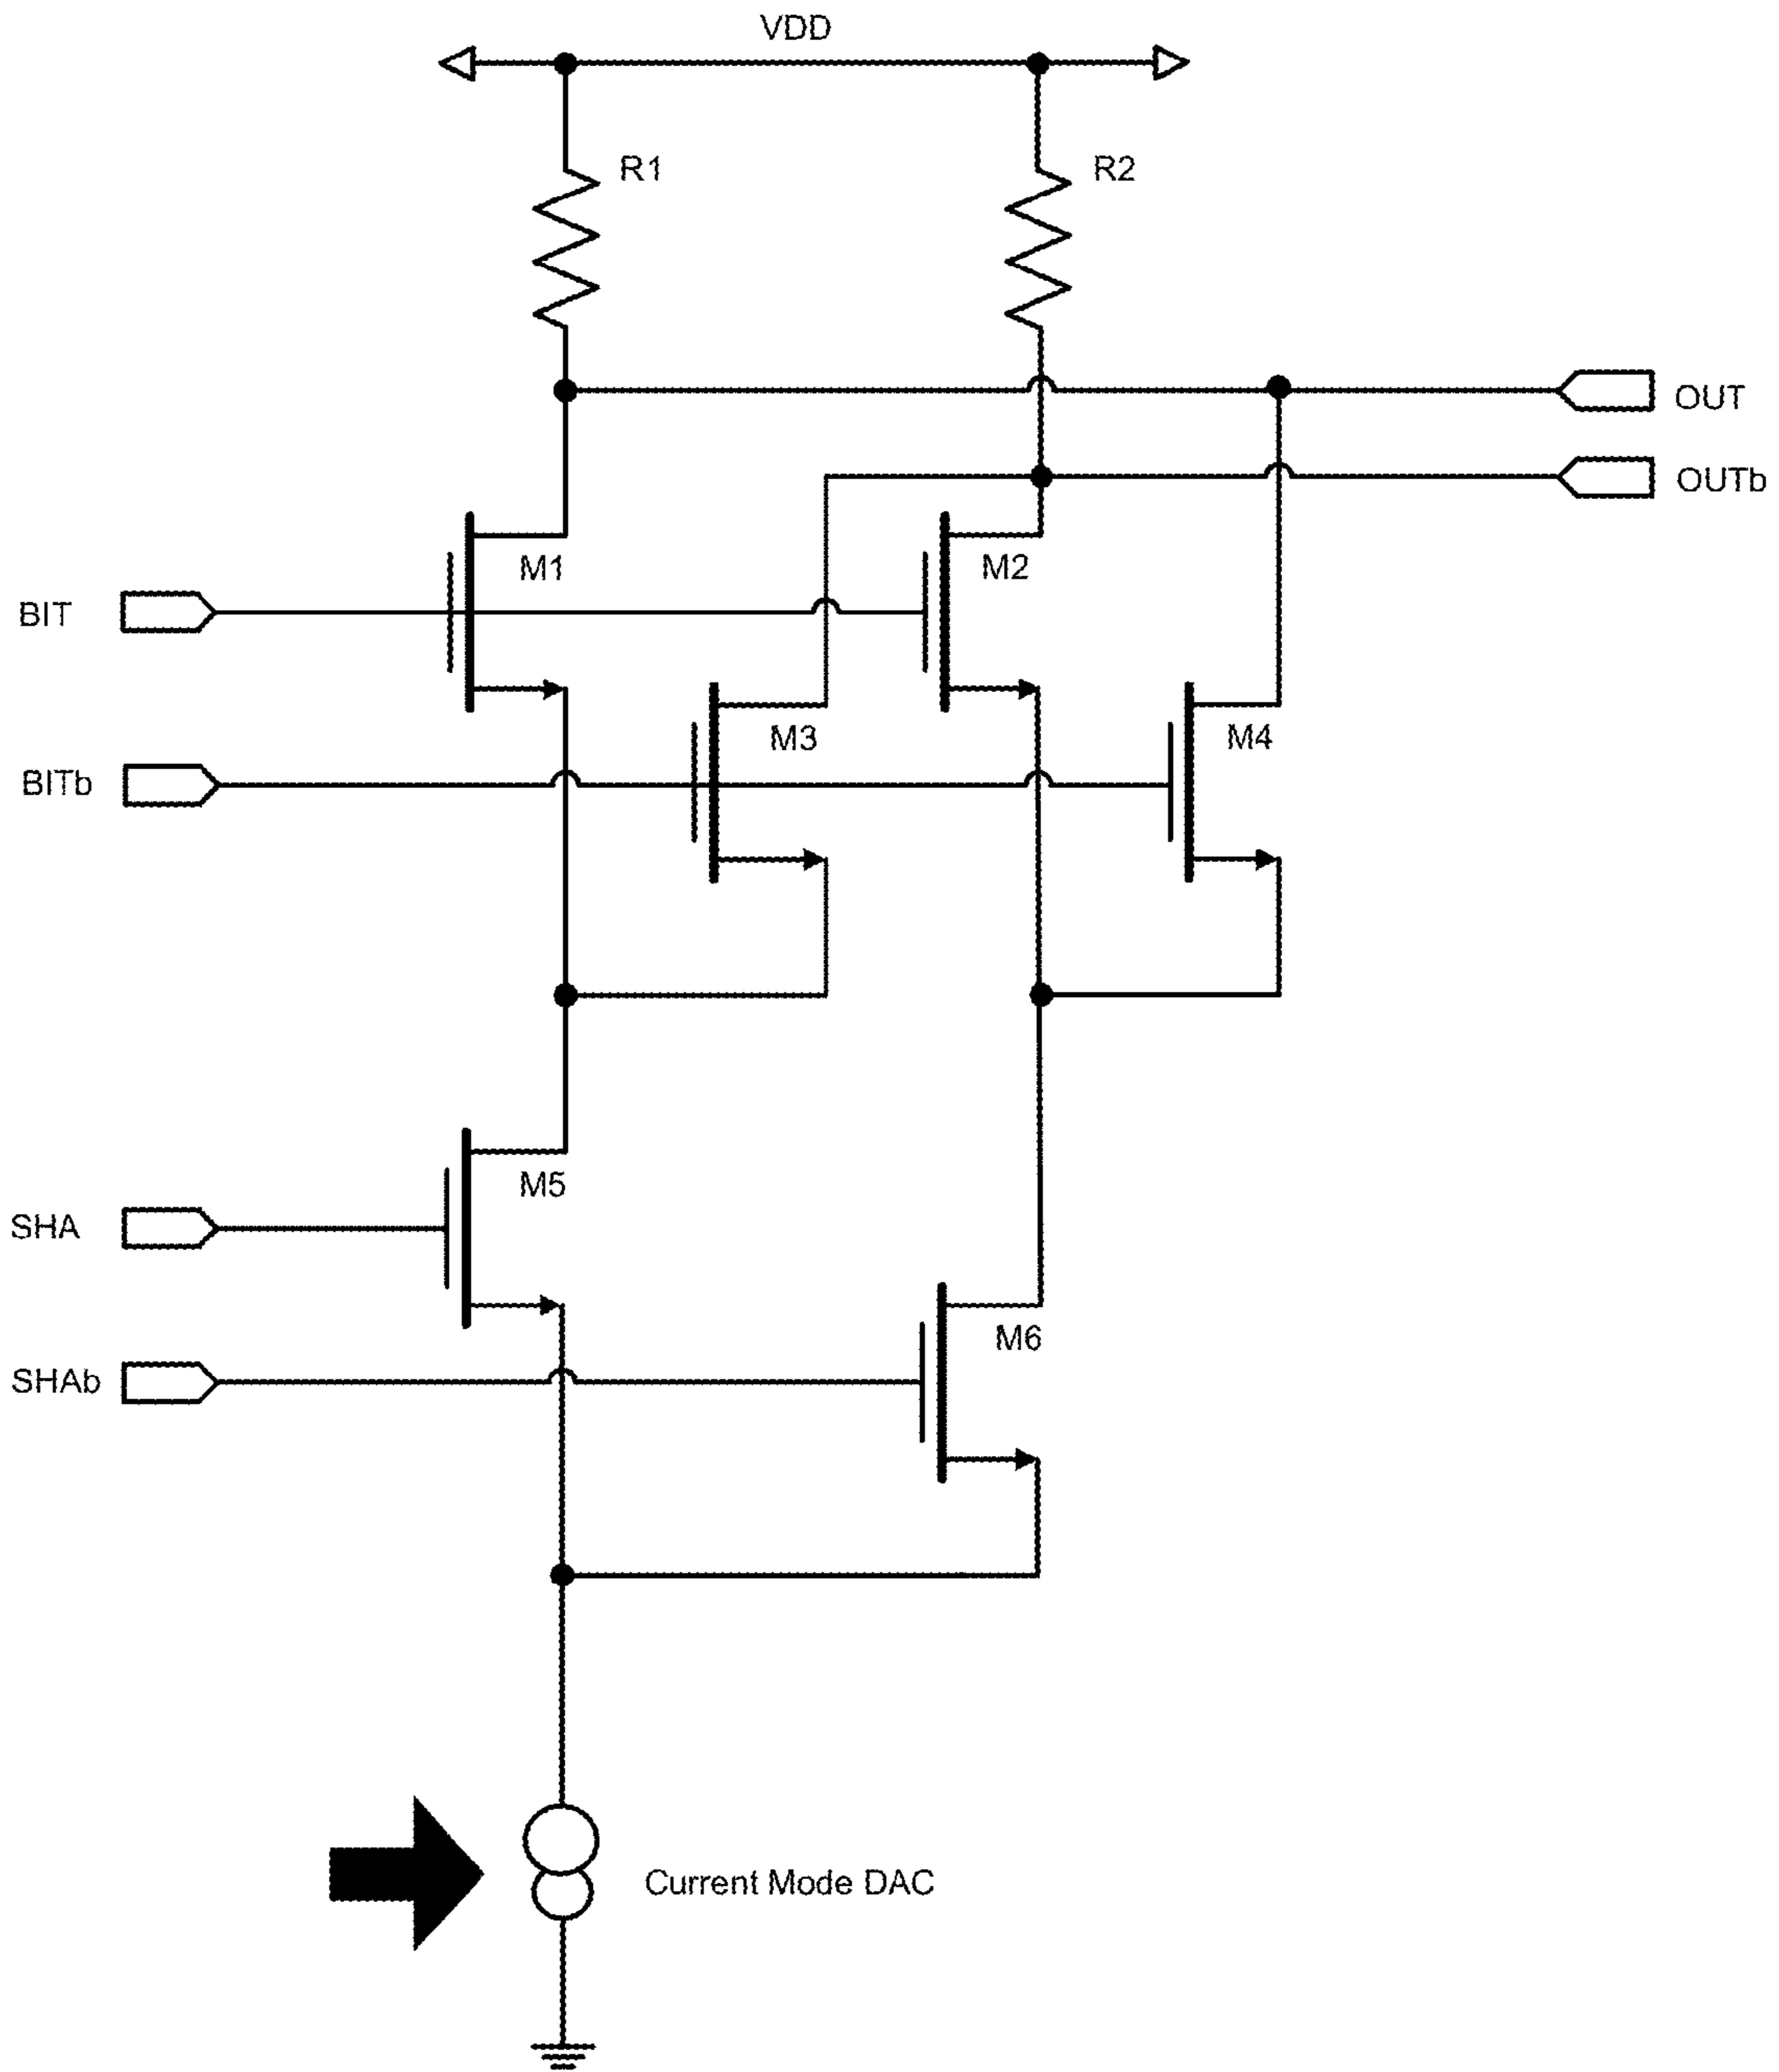 VDD
R1
R2
OUT
OUTb
M1
M2
BIT
M3
M4
BITb
M5
SHA
M6
SHAb
Current Mode DAC